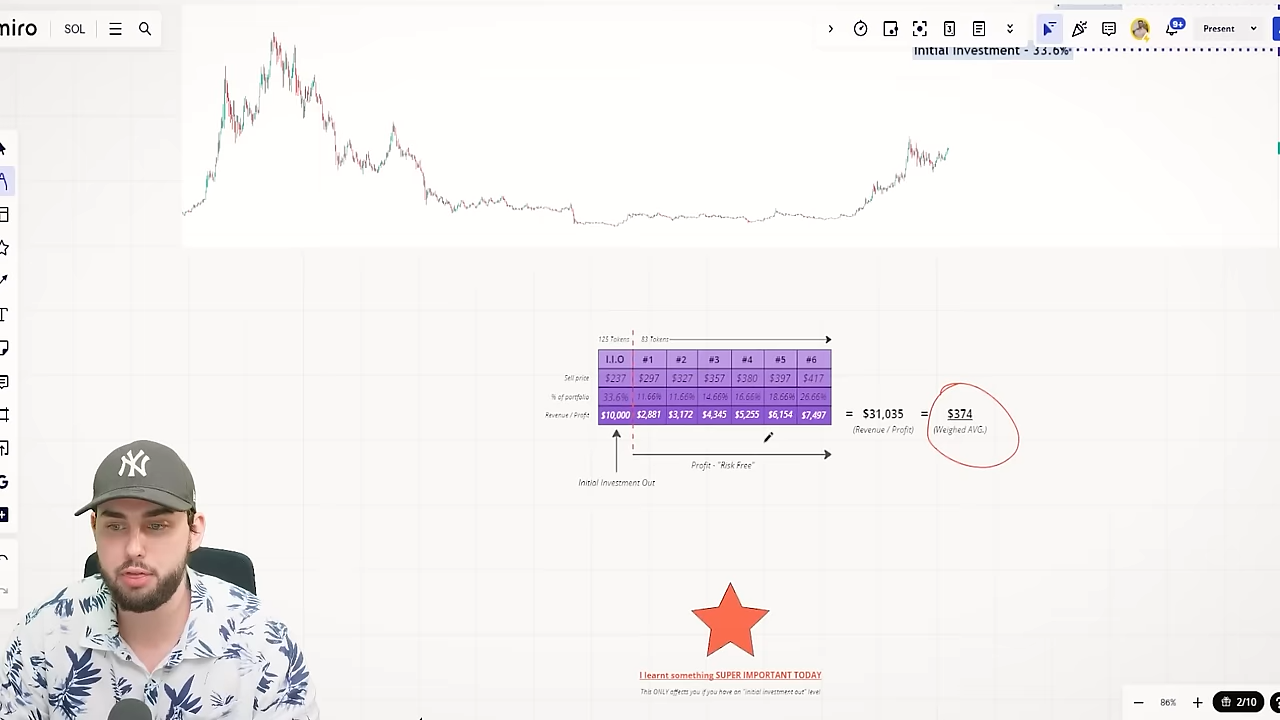 miro
SOL
3
9+
Present
Initial Investment - 33.6%
125 Tokens
83 Tokens
I.I.O #1 #2 #3 #4 #5 #6
Sell price $237 $297 $327 $357 $380 $397 $417
% of portfolio 33.6% 11.66% 11.66% 14.66% 16.66% 18.66% 26.66%
Revenue / Profit $10,000 $2,881 $3,172 $4,345 $5,255 $6,154 $7,497 = $31,035 = $374
(Revenue / Profit) (Weighed AVG.)
Profit - "Risk Free"
Initial Investment Out
NY
I learnt something SUPER IMPORTANT TODAY
This ONLY affects you if you have an "initial investment out" level
86%
2/10